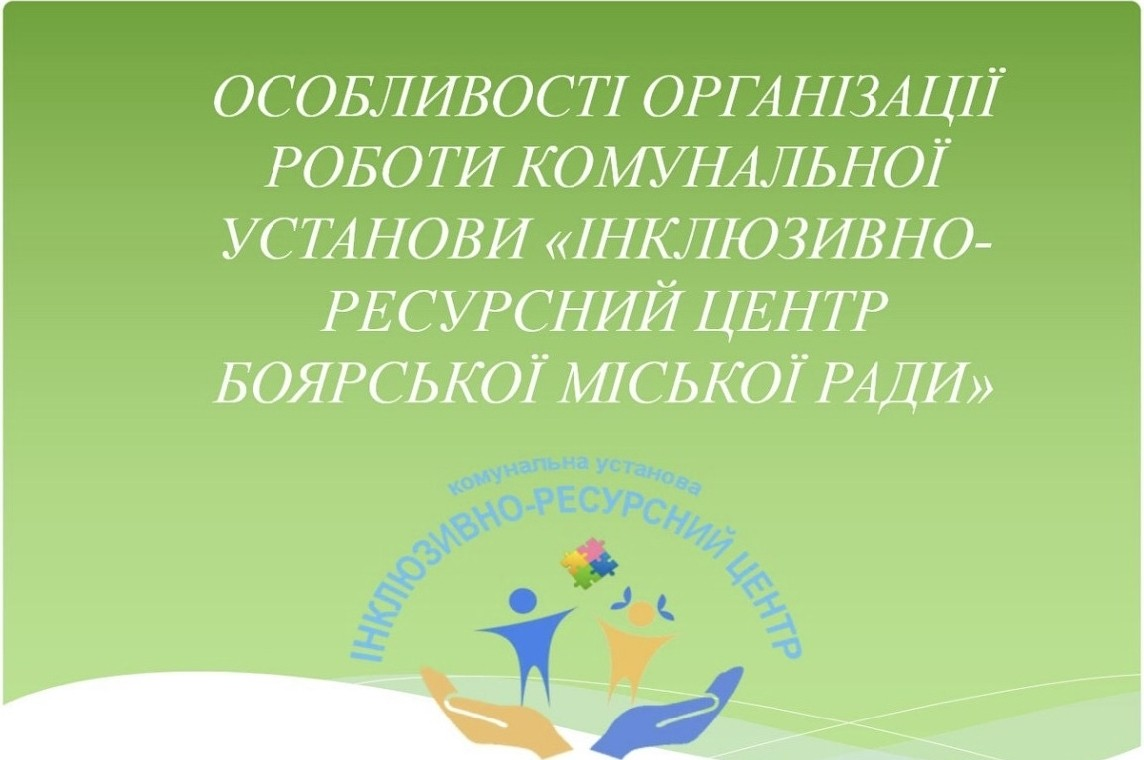 ОСОБЛИВОСТІ ОРГАНІЗАЦІЇ
РОБОТИ КОМУНАЛЬНОЇ
УСТАНОВИ «ІНКЛЮЗИВНО-
РЕСУРСНИЙ ЦЕНТР
БОЯРСЬКОЇ МІСЬКОЇ РАДИ»
комунальна установа
ІНКЛЮЗИВНО-РЕСУРСНИЙ ЦЕНТР